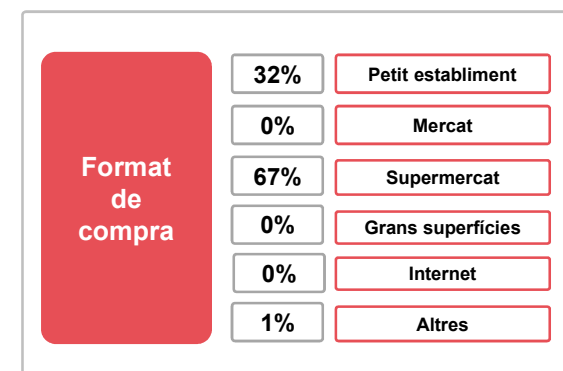 Format
de
compra
32% Petit establiment
0% Mercat
67% Supermercat
0% Grans superfícies
0% Internet
1% Altres